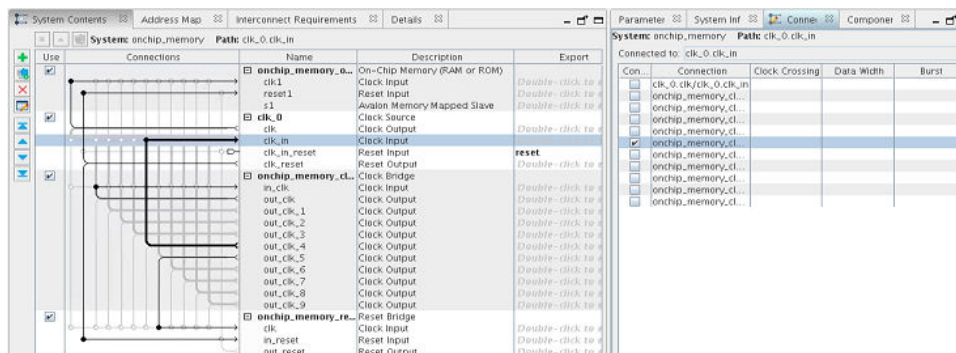 System Contents Address Map Interconnect Requirements Details
System: onchip_memory Path: clk_0.clk_in
Use Connections Name Description Export
onchip_memory_o... On-Chip Memory (RAM or ROM)
clk1 Clock Input Double-click to
reset1 Reset Input Double-click to
s1 Avalon Memory Mapped Slave Double-click to
clk_0 Clock Source
clk Clock Output Double-click to
clk_in Clock Input
clk_in_reset Reset Input reset
clk_reset Reset Output Double-click to
onchip_memory_cl... Clock Bridge
in_clk Clock Input Double-click to
out_clk Clock Output Double-click to
out_clk_1 Clock Output Double-click to
out_clk_2 Clock Output Double-click to
out_clk_3 Clock Output Double-click to
out_clk_4 Clock Output Double-click to
out_clk_5 Clock Output Double-click to
out_clk_6 Clock Output Double-click to
out_clk_7 Clock Output Double-click to
out_clk_8 Clock Output Double-click to
out_clk_9 Clock Output Double-click to
onchip_memory_re... Reset Bridge
clk Clock Input Double-click to
in_reset Reset Input Double-click to
out_reset Reset Output Double-click to
Parameter System Inf Connec Componer
System: onchip_memory Path: clk_0.clk_in
Connected to: clk_0.clk_in
Con... Connection Clock Crossing Data Width Burst
clk_0.clk/clk_0.clk_in
onchip_memory_cl...
onchip_memory_cl...
onchip_memory_cl...
onchip_memory_cl...
onchip_memory_cl...
onchip_memory_cl...
onchip_memory_cl...
onchip_memory_cl...
onchip_memory_cl...
onchip_memory_cl...